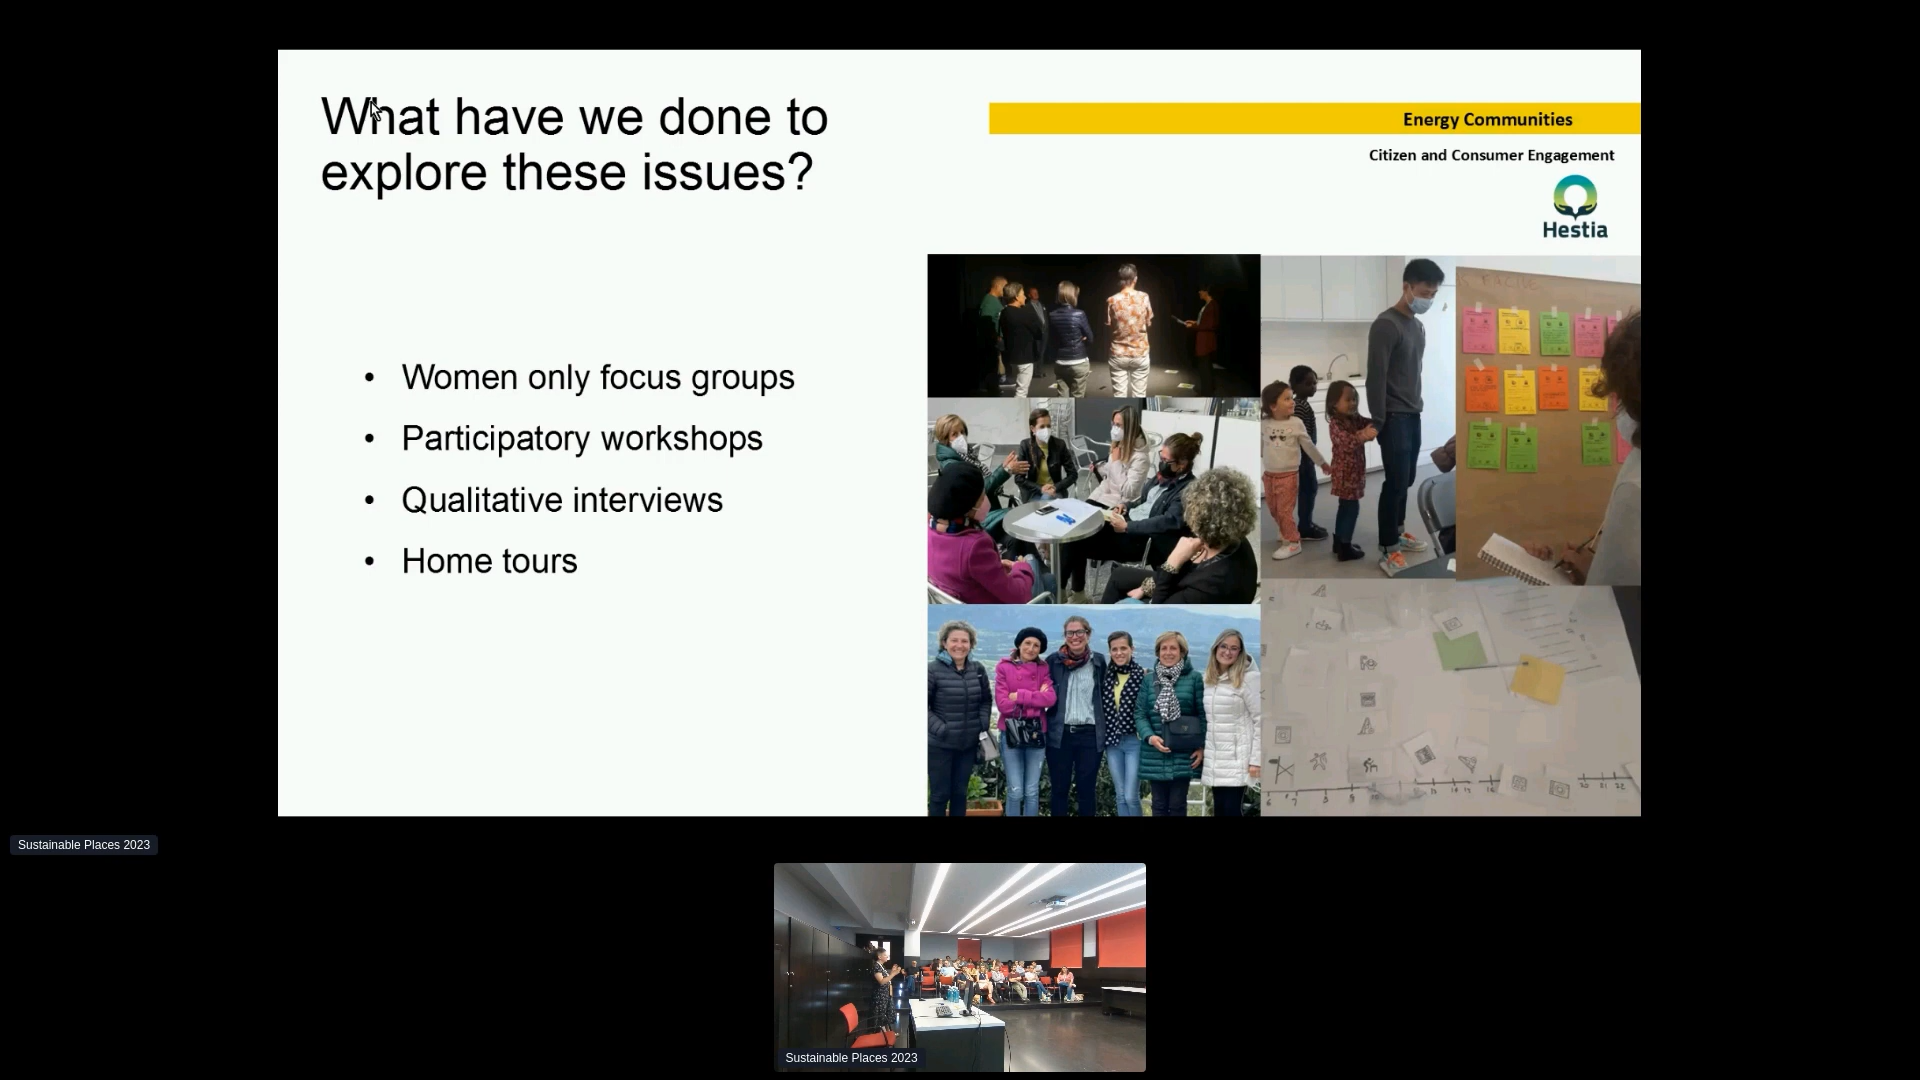 What have we done to
explore these issues?
Energy Communities
Citizen and Consumer Engagement
Hestia
• Women only focus groups
• Participatory workshops
• Qualitative interviews
• Home tours
Sustainable Places 2023
Sustainable Places 2023